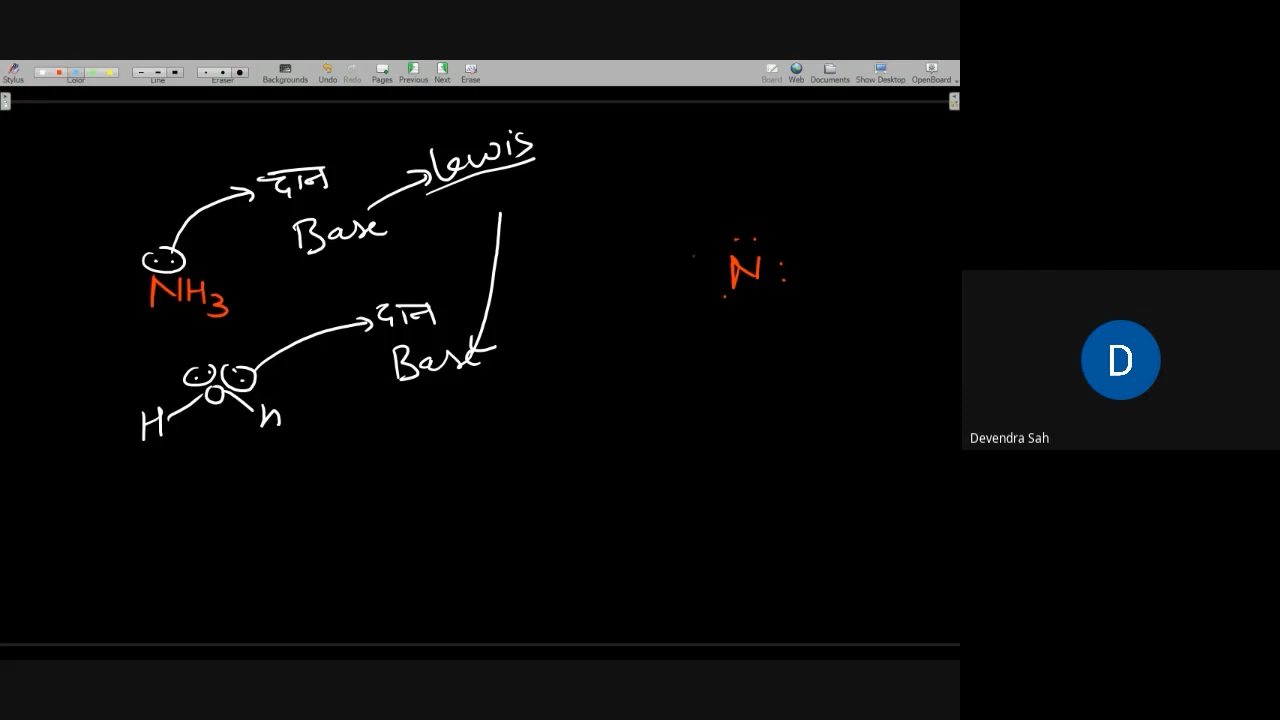 Stylus Color Line Eraser Backgrounds Undo Redo Pages Previous Next Erase Board Web Documents Show Desktop OpenBoard
Lewis
दान
Base
NH3
N
दान
Base
O
H H
D
Devendra Sah